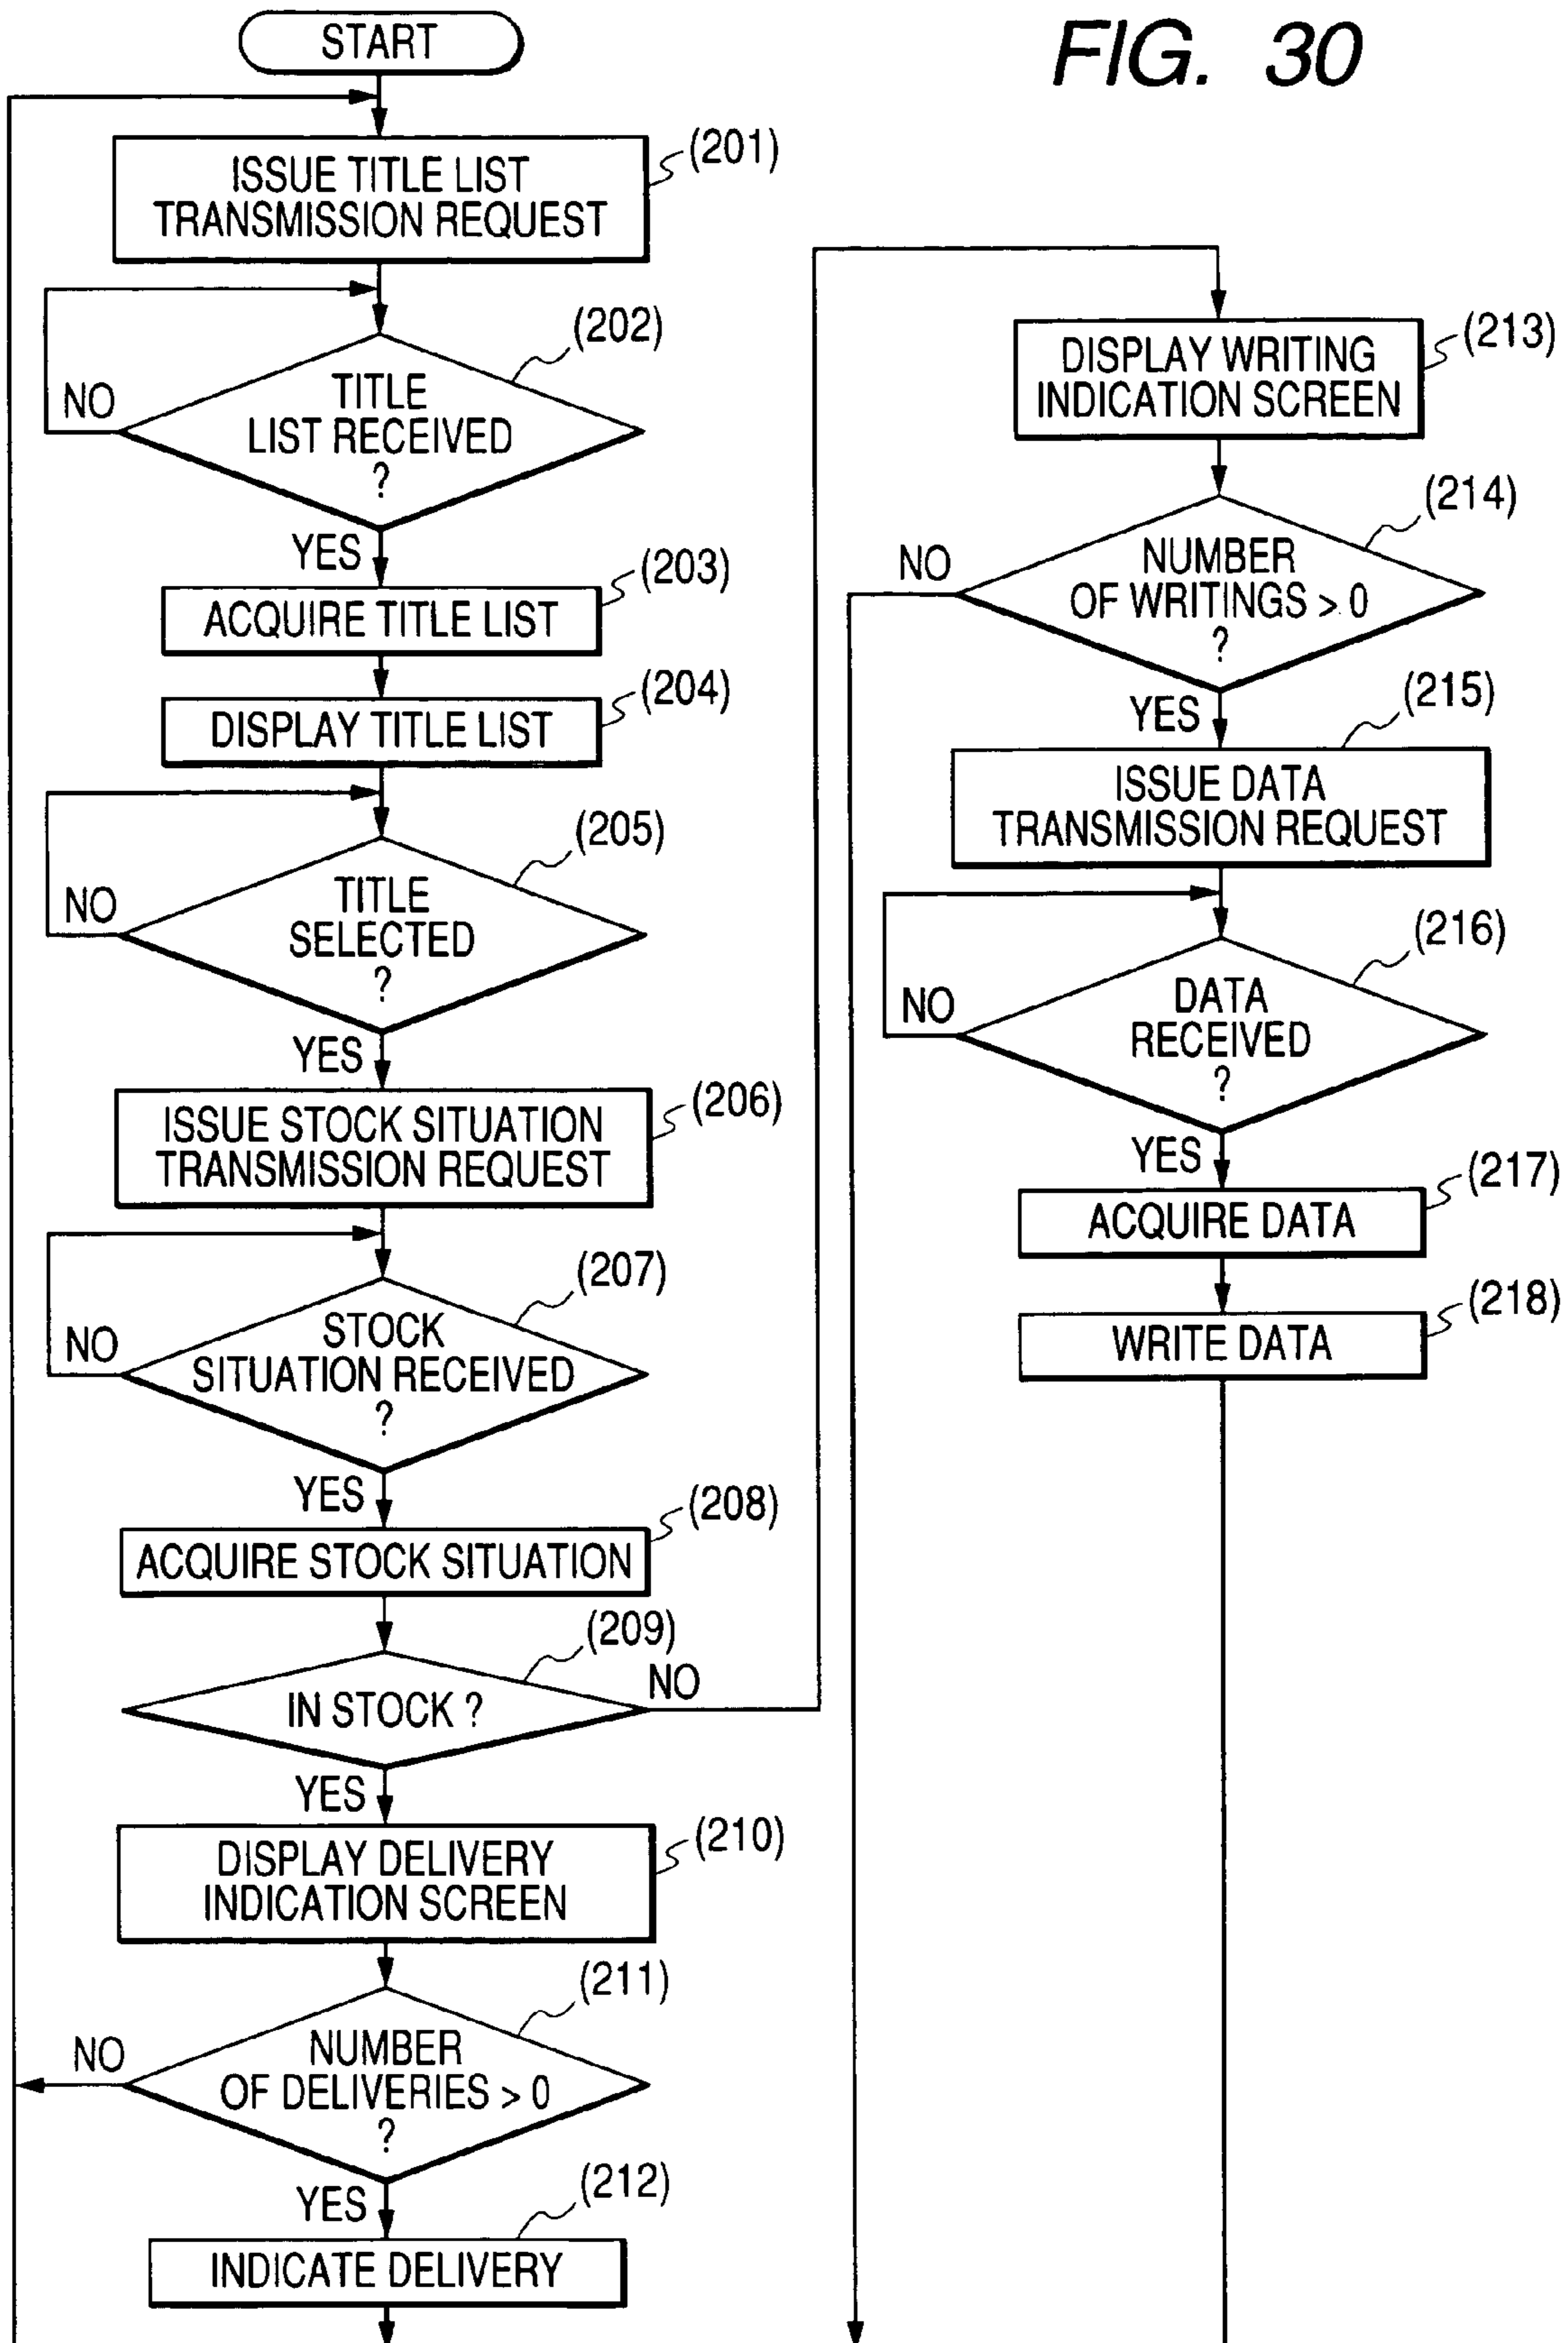 FIG. 30
START
ISSUE TITLE LIST
TRANSMISSION REQUEST
(201)
TITLE
LIST RECEIVED
?
(202)
NO
YES
ACQUIRE TITLE LIST
(203)
DISPLAY TITLE LIST
(204)
TITLE
SELECTED
?
(205)
NO
YES
ISSUE STOCK SITUATION
TRANSMISSION REQUEST
(206)
STOCK
SITUATION RECEIVED
?
(207)
NO
YES
ACQUIRE STOCK SITUATION
(208)
IN STOCK ?
(209)
NO
YES
DISPLAY DELIVERY
INDICATION SCREEN
(210)
NUMBER
OF DELIVERIES > 0
?
(211)
NO
YES
INDICATE DELIVERY
(212)
DISPLAY WRITING
INDICATION SCREEN
(213)
NUMBER
OF WRITINGS > 0
?
(214)
NO
YES
ISSUE DATA
TRANSMISSION REQUEST
(215)
DATA
RECEIVED
?
(216)
NO
YES
ACQUIRE DATA
(217)
WRITE DATA
(218)